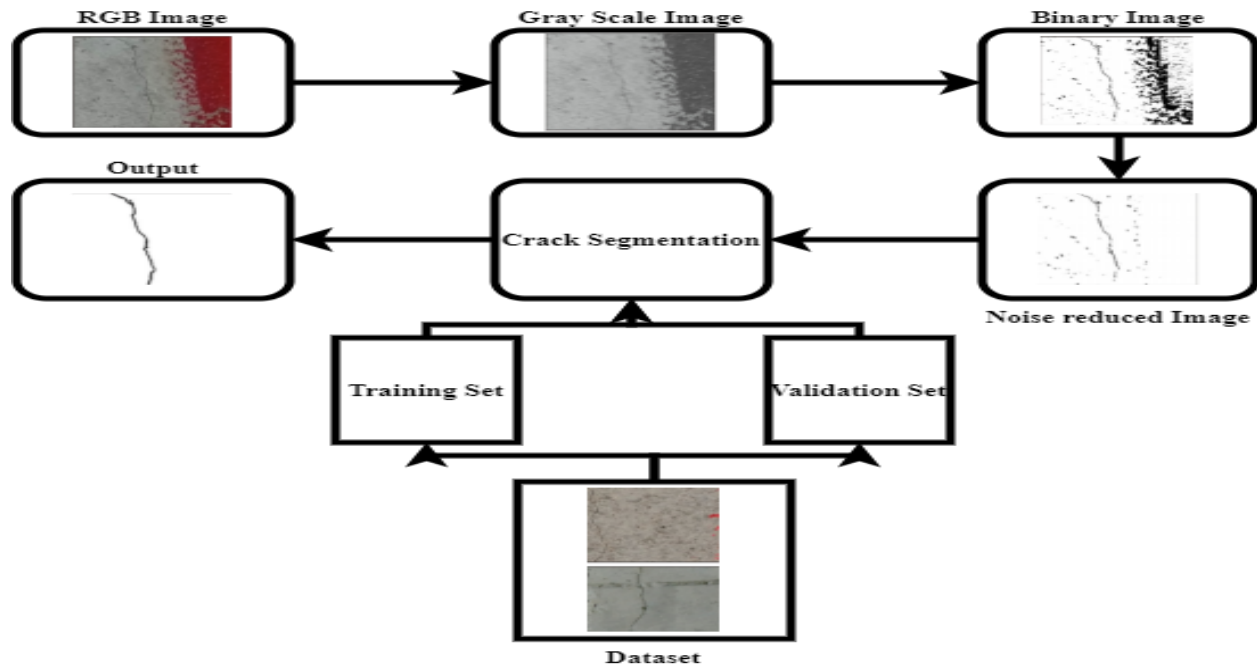 RGB Image
Gray Scale Image
Binary Image
Output
Crack Segmentation
Noise reduced Image
Training Set
Validation Set
Dataset